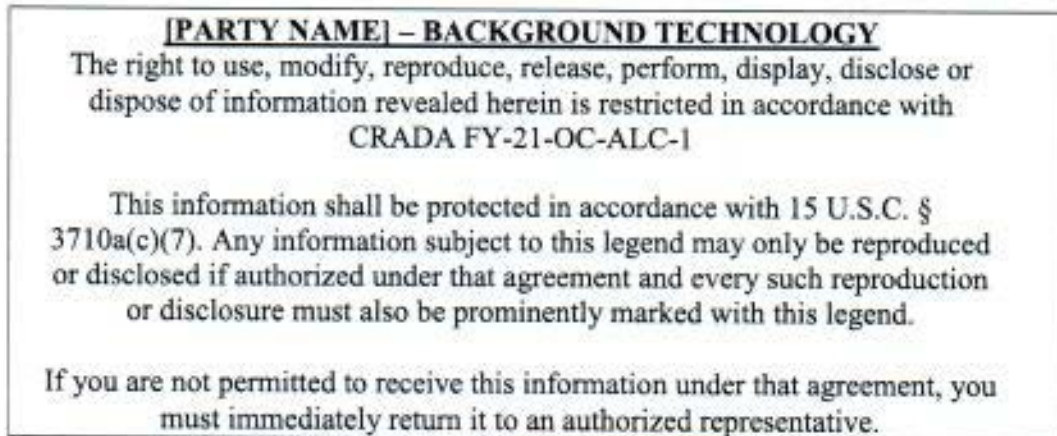 [PARTY NAME] – BACKGROUND TECHNOLOGY
The right to use, modify, reproduce, release, perform, display, disclose or
dispose of information revealed herein is restricted in accordance with
CRADA FY-21-OC-ALC-1
This information shall be protected in accordance with 15 U.S.C. §
3710a(c)(7). Any information subject to this legend may only be reproduced
or disclosed if authorized under that agreement and every such reproduction
or disclosure must also be prominently marked with this legend.
If you are not permitted to receive this information under that agreement, you
must immediately return it to an authorized representative.